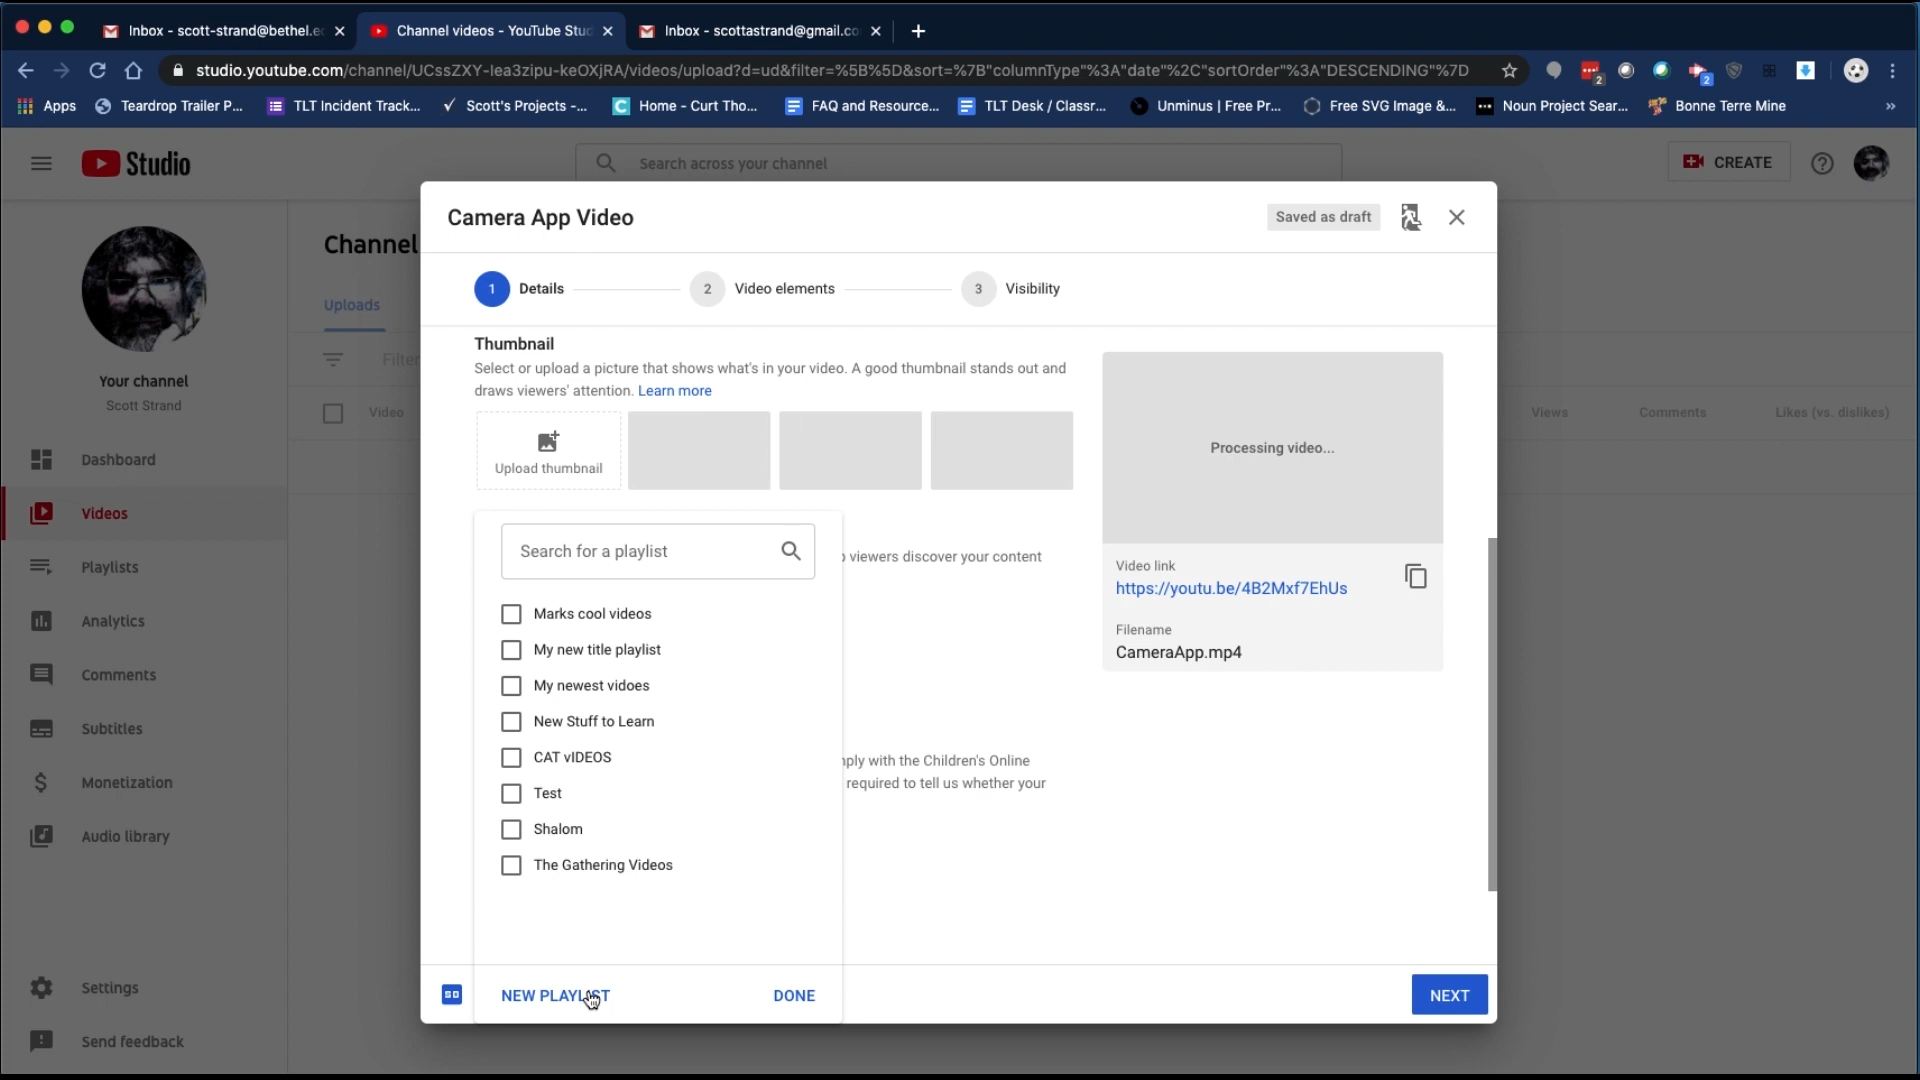 Inbox - scott-strand@bethel.e
Channel videos - YouTube Stu
Inbox - scottastrand@gmail.co
studio.youtube.com/channel/UCssZXY-Iea3zipu-keOXjRA/videos/upload?d=ud&filter=%5B%5D&sort=%7B"columnType"%3A"date"%2C"sortOrder"%3A"DESCENDING"%7D
2
2
Apps
Teardrop Trailer P...
TLT Incident Track...
Scott's Projects -...
Home - Curt Tho...
FAQ and Resource...
TLT Desk / Classr...
Unminus | Free Pr...
Free SVG Image &...
Noun Project Sear...
Bonne Terre Mine
»
Studio
Search across your channel
CREATE
Your channel
Scott Strand
Dashboard
Videos
Playlists
Analytics
Comments
Subtitles
Monetization
Audio library
Settings
Send feedback
Channel
Uploads
Filter
Video
Views
Comments
Likes (vs. dislikes)
Camera App Video
Saved as draft
1 Details
2 Video elements
3 Visibility
Thumbnail
Select or upload a picture that shows what's in your video. A good thumbnail stands out and
draws viewers' attention. Learn more
Upload thumbnail
Processing video...
Search for a playlist
viewers discover your content
Marks cool videos
My new title playlist
My newest vidoes
New Stuff to Learn
CAT vIDEOS
Test
Shalom
The Gathering Videos
with the Children's Online
required to tell us whether your
NEW PLAYLIST
DONE
Video link
https://youtu.be/4B2Mxf7EhUs
Filename
CameraApp.mp4
SD
NEXT